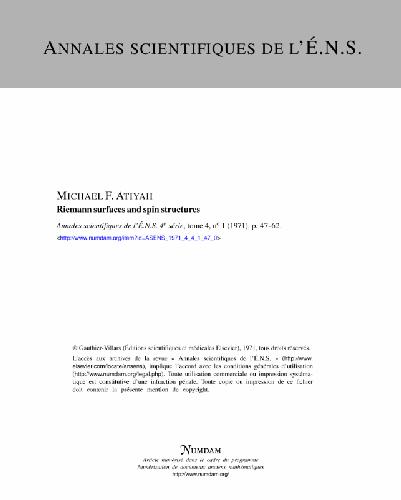 ANNALES SCIENTIFIQUES DE L'É.N.S.
MICHAEL F. ATIYAH
Riemann surfaces and spin structures
Annales scientifiques de l'É.N.S. 4e série, tome 4, nº 1 (1971), p. 47-62.
<http://www.numdam.org/item?id=ASENS_1971_4_4_1_47_0>
© Gauthier-Villars (Éditions scientifiques et médicales Elsevier), 1971, tous droits réservés.
L'accès aux archives de la revue « Annales scientifiques de l'É.N.S. » (http://www.
elsevier.com/locate/ansens), implique l'accord avec les conditions générales d'utilisation
(http://www.numdam.org/legal.php). Toute utilisation commerciale ou impression systéma-
tique est constitutive d'une infraction pénale. Toute copie ou impression de ce fichier
doit contenir la présente mention de copyright.
NUMDAM
Article numérisé dans le cadre du programme
Numérisation de documents anciens mathématiques
http://www.numdam.org/